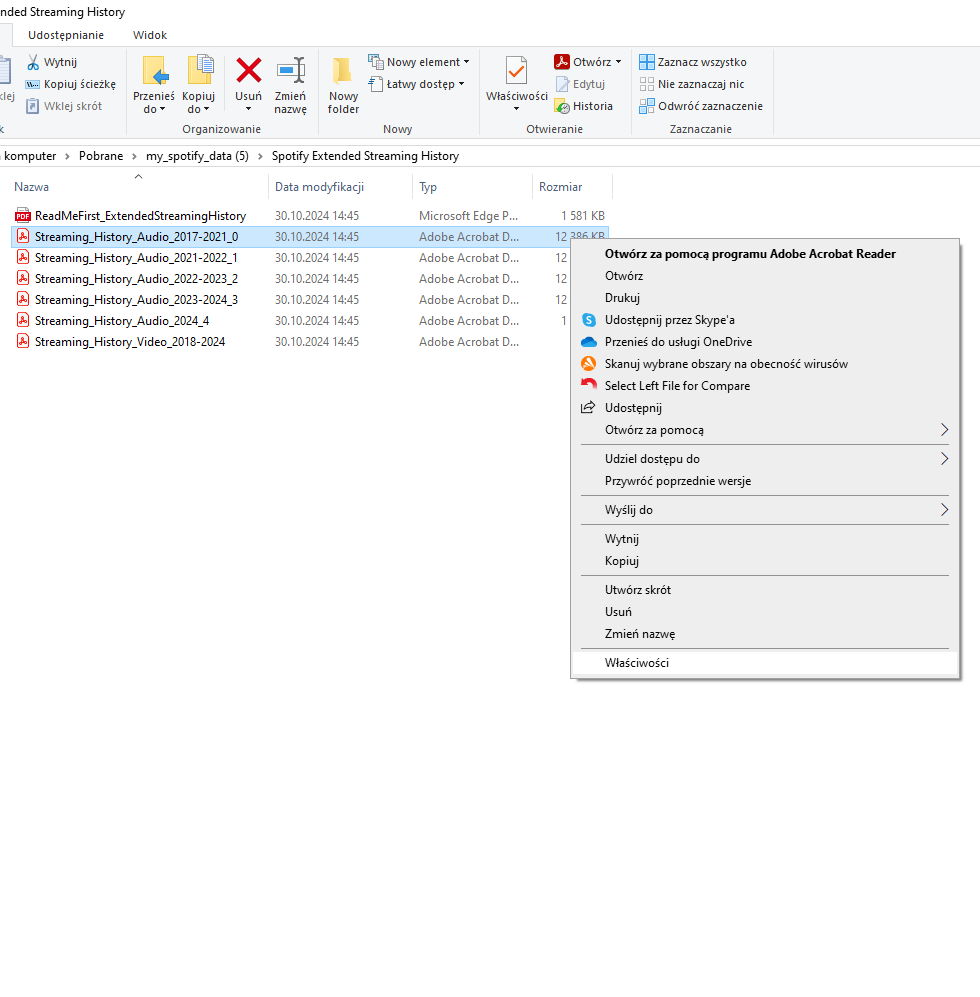 nded Streaming History
Udostępnianie Widok
Wytnij
Kopiuj ścieżkę
Wklej skrót
klej
Przenieś do
Kopiuj do
Usuń
Zmień nazwę
Organizowanie
Nowy folder
Nowy element
Łatwy dostęp
Nowy
Właściwości
Otwórz
Edytuj
Historia
Otwieranie
Zaznacz wszystko
Nie zaznaczaj nic
Odwróć zaznaczenie
Zaznaczanie
komputer > Pobrane > my_spotify_data (5) > Spotify Extended Streaming History
Nazwa Data modyfikacji Typ Rozmiar
PDF ReadMeFirst_ExtendedStreamingHistory 30.10.2024 14:45 Microsoft Edge P... 1 581 KB
Streaming_History_Audio_2017-2021_0 30.10.2024 14:45 Adobe Acrobat D... 12 386 KB
Streaming_History_Audio_2021-2022_1 30.10.2024 14:45 Adobe Acrobat D... 12
Streaming_History_Audio_2022-2023_2 30.10.2024 14:45 Adobe Acrobat D... 12
Streaming_History_Audio_2023-2024_3 30.10.2024 14:45 Adobe Acrobat D... 12
Streaming_History_Audio_2024_4 30.10.2024 14:45 Adobe Acrobat D... 1
Streaming_History_Video_2018-2024 30.10.2024 14:45 Adobe Acrobat D...
Otwórz za pomocą programu Adobe Acrobat Reader
Otwórz
Drukuj
Udostępnij przez Skype'a
Przenieś do usługi OneDrive
Skanuj wybrane obszary na obecność wirusów
Select Left File for Compare
Udostępnij
Otwórz za pomocą
Udziel dostępu do
Przywróć poprzednie wersje
Wyślij do
Wytnij
Kopiuj
Utwórz skrót
Usuń
Zmień nazwę
Właściwości